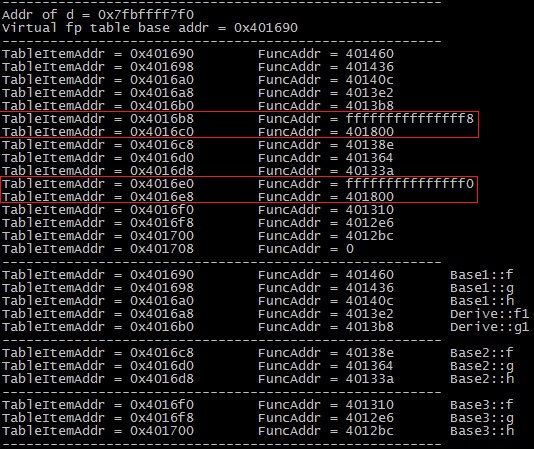 ------------------------------------------------------
Addr of d = 0x7fbffff7f0
Virtual fp table base addr = 0x401690
------------------------------------------------------
TableItemAddr = 0x401690 FuncAddr = 401460
TableItemAddr = 0x401698 FuncAddr = 401436
TableItemAddr = 0x4016a0 FuncAddr = 40140c
TableItemAddr = 0x4016a8 FuncAddr = 4013e2
TableItemAddr = 0x4016b0 FuncAddr = 4013b8
TableItemAddr = 0x4016b8 FuncAddr = fffffffffffffff8
TableItemAddr = 0x4016c0 FuncAddr = 401800
TableItemAddr = 0x4016c8 FuncAddr = 40138e
TableItemAddr = 0x4016d0 FuncAddr = 401364
TableItemAddr = 0x4016d8 FuncAddr = 40133a
TableItemAddr = 0x4016e0 FuncAddr = fffffffffffffff0
TableItemAddr = 0x4016e8 FuncAddr = 401800
TableItemAddr = 0x4016f0 FuncAddr = 401310
TableItemAddr = 0x4016f8 FuncAddr = 4012e6
TableItemAddr = 0x401700 FuncAddr = 4012bc
TableItemAddr = 0x401708 FuncAddr = 0
------------------------------------------------------
TableItemAddr = 0x401690 FuncAddr = 401460 Base1::f
TableItemAddr = 0x401698 FuncAddr = 401436 Base1::g
TableItemAddr = 0x4016a0 FuncAddr = 40140c Base1::h
TableItemAddr = 0x4016a8 FuncAddr = 4013e2 Derive::f1
TableItemAddr = 0x4016b0 FuncAddr = 4013b8 Derive::g1
------------------------------------------------------
TableItemAddr = 0x4016c8 FuncAddr = 40138e Base2::f
TableItemAddr = 0x4016d0 FuncAddr = 401364 Base2::g
TableItemAddr = 0x4016d8 FuncAddr = 40133a Base2::h
------------------------------------------------------
TableItemAddr = 0x4016f0 FuncAddr = 401310 Base3::f
TableItemAddr = 0x4016f8 FuncAddr = 4012e6 Base3::g
TableItemAddr = 0x401700 FuncAddr = 4012bc Base3::h
------------------------------------------------------